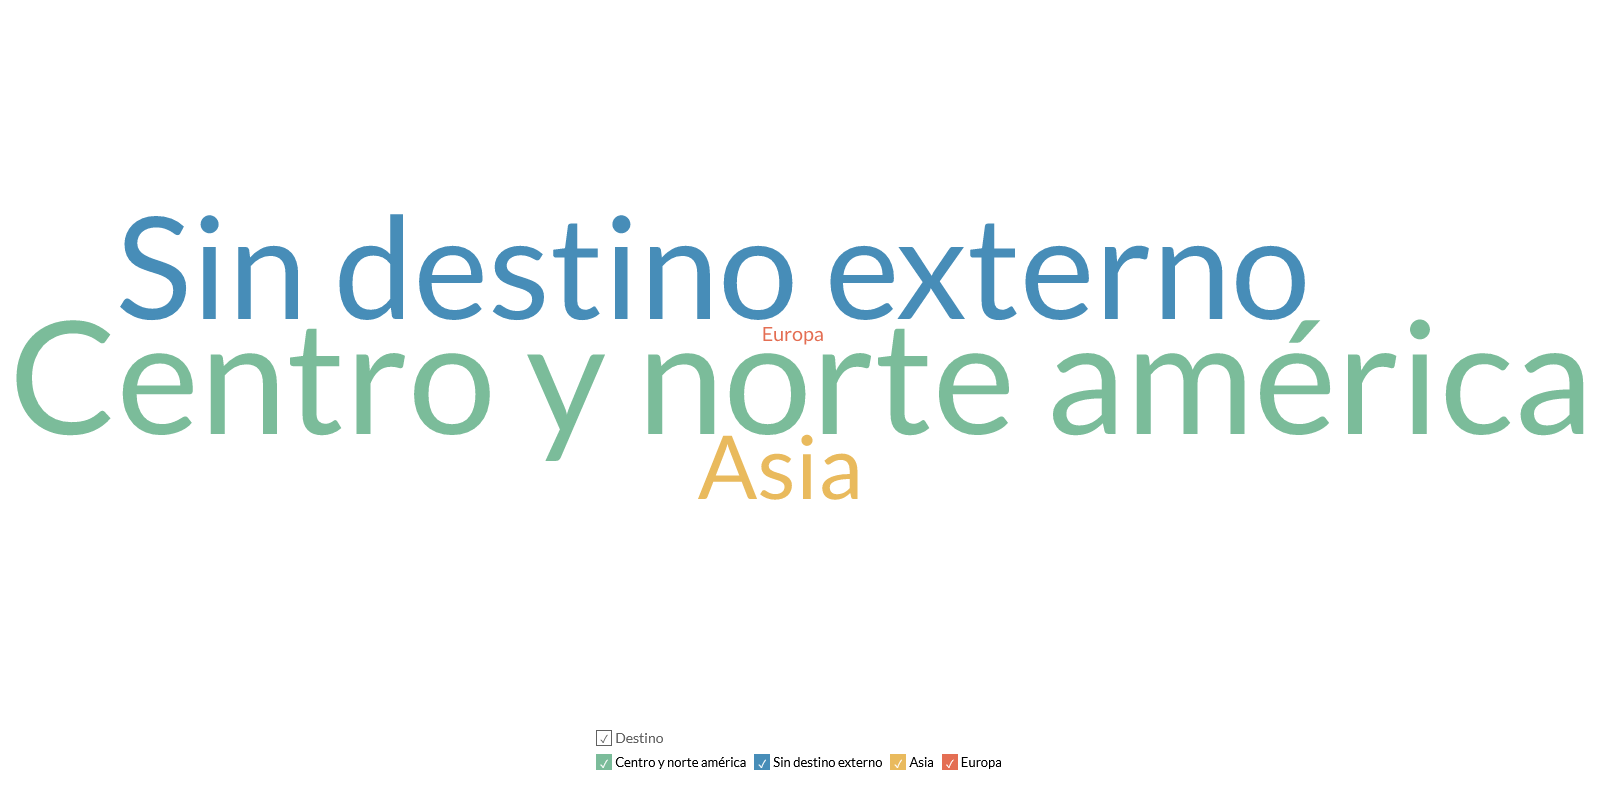 Sin destino externo
Europa
Centro y norte américa
Asia
Destino
Centro y norte américa Sin destino externo Asia Europa